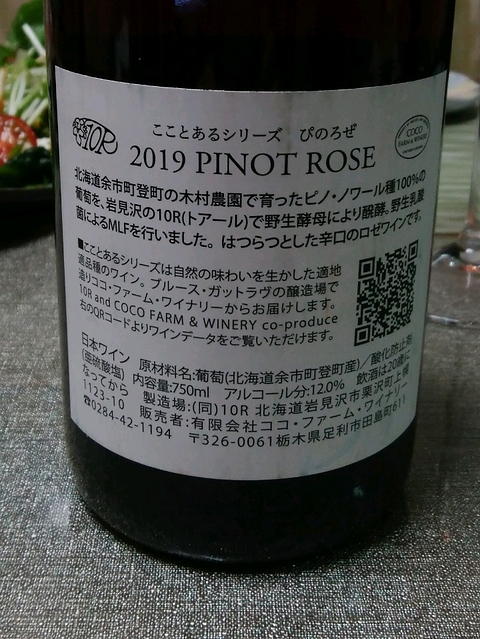 10R
こことあるシリーズ ぴのろぜ
2019 PINOT ROSE
COCO
FARM & WINERY
北海道余市町登町の木村農園で育ったピノ・ノワール種100%の
葡萄を、岩見沢の10R(トアール)で野生酵母により醗酵。野生乳酸
菌によるMLFを行いました。はつらつとした辛口のロゼワインです。
■こことあるシリーズは自然の味わいを生かした適地
適品種のワイン。ブルース・ガットラヴの醸造場で
造りココ・ファーム・ワイナリーからお届けします。
10R and COCO FARM & WINERY co-produce
右のQRコードよりワインデータをご覧いただけます。
日本ワイン 原材料名:葡萄(北海道余市町登町産)/酸化防止剤
(亜硫酸塩) 内容量:750ml アルコール分:12.0% 飲酒は20歳に
なってから 製造場:(同)10R 北海道岩見沢市栗沢町上幌
1123-10 販売者:有限会社ココ・ファーム・ワイナリー
☎0284-42-1194 〒326-0061栃木県足利市田島町611